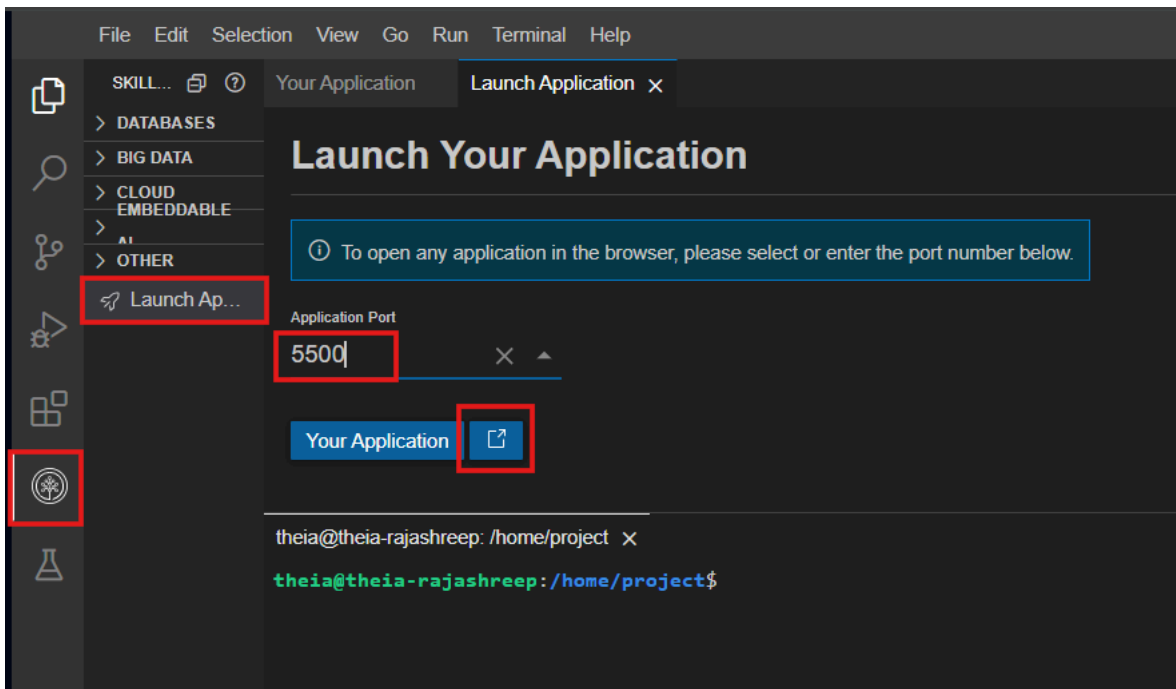 File Edit Selection View Go Run Terminal Help
SKILL... Your Application Launch Application
DATABASES
BIG DATA
CLOUD
EMBEDDABLE
AI
OTHER
Launch Ap...
Launch Your Application
To open any application in the browser, please select or enter the port number below.
Application Port
5500
Your Application
theia@theia-rajashreep: /home/project
theia@theia-rajashreep:/home/project$